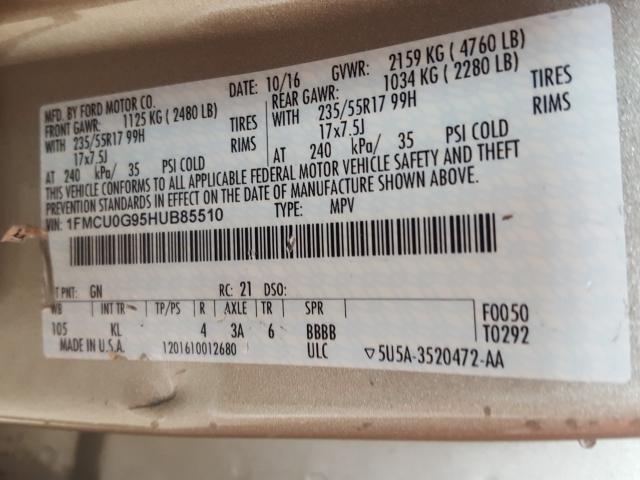 MFD. BY FORD MOTOR CO.
DATE: 10/16 GVWR: 2159 KG ( 4760 LB)
FRONT GAWR: 1125 KG ( 2480 LB)
REAR GAWR: 1034 KG ( 2280 LB)
WITH 235/55R17 99H TIRES
WITH 235/55R17 99H TIRES
17x7.5J RIMS
17x7.5J RIMS
AT 240 kPa/ 35 PSI COLD
AT 240 kPa/ 35 PSI COLD
THIS VEHICLE CONFORMS TO ALL APPLICABLE FEDERAL MOTOR VEHICLE SAFETY AND THEFT
PREVENTION STANDARDS IN EFFECT ON THE DATE OF MANUFACTURE SHOWN ABOVE.
VIN: 1FMCU0G95HUB85510 TYPE: MPV
T PNT: GN RC: 21 DSO:
WB INT TR TP/PS R AXLE TR SPR
F0050
105 KL 4 3A 6 BBBB
T0292
MADE IN U.S.A. 1201610012680 ULC ▽5U5A-3520472-AA